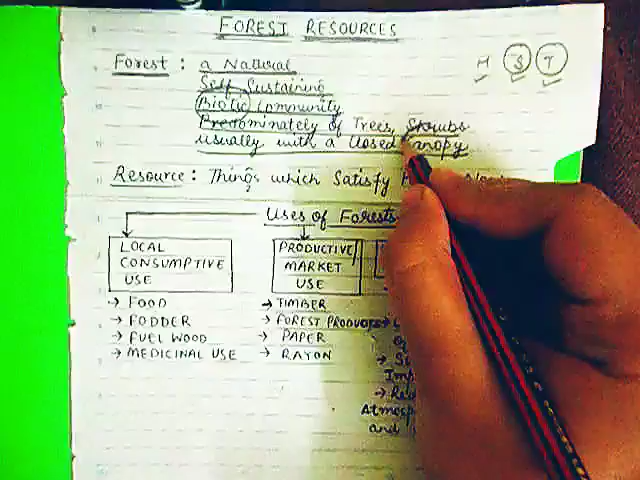 FOREST RESOURCES
Forest : a Natural
H S T
Self Sustaining
Biotic Community
Predominately of Trees, Shrubs
usually with a Closed Canopy
Resource : Things which Satisfy
Uses of Forests
LOCAL CONSUMPTIVE USE
PRODUCTIVE/ MARKET USE
→ FOOD
→ FODDER
→ FUEL WOOD
→ MEDICINAL USE
→ TIMBER
→ FOREST PRODUCTS
→ PAPER
→ RAYON
Atmosp
and